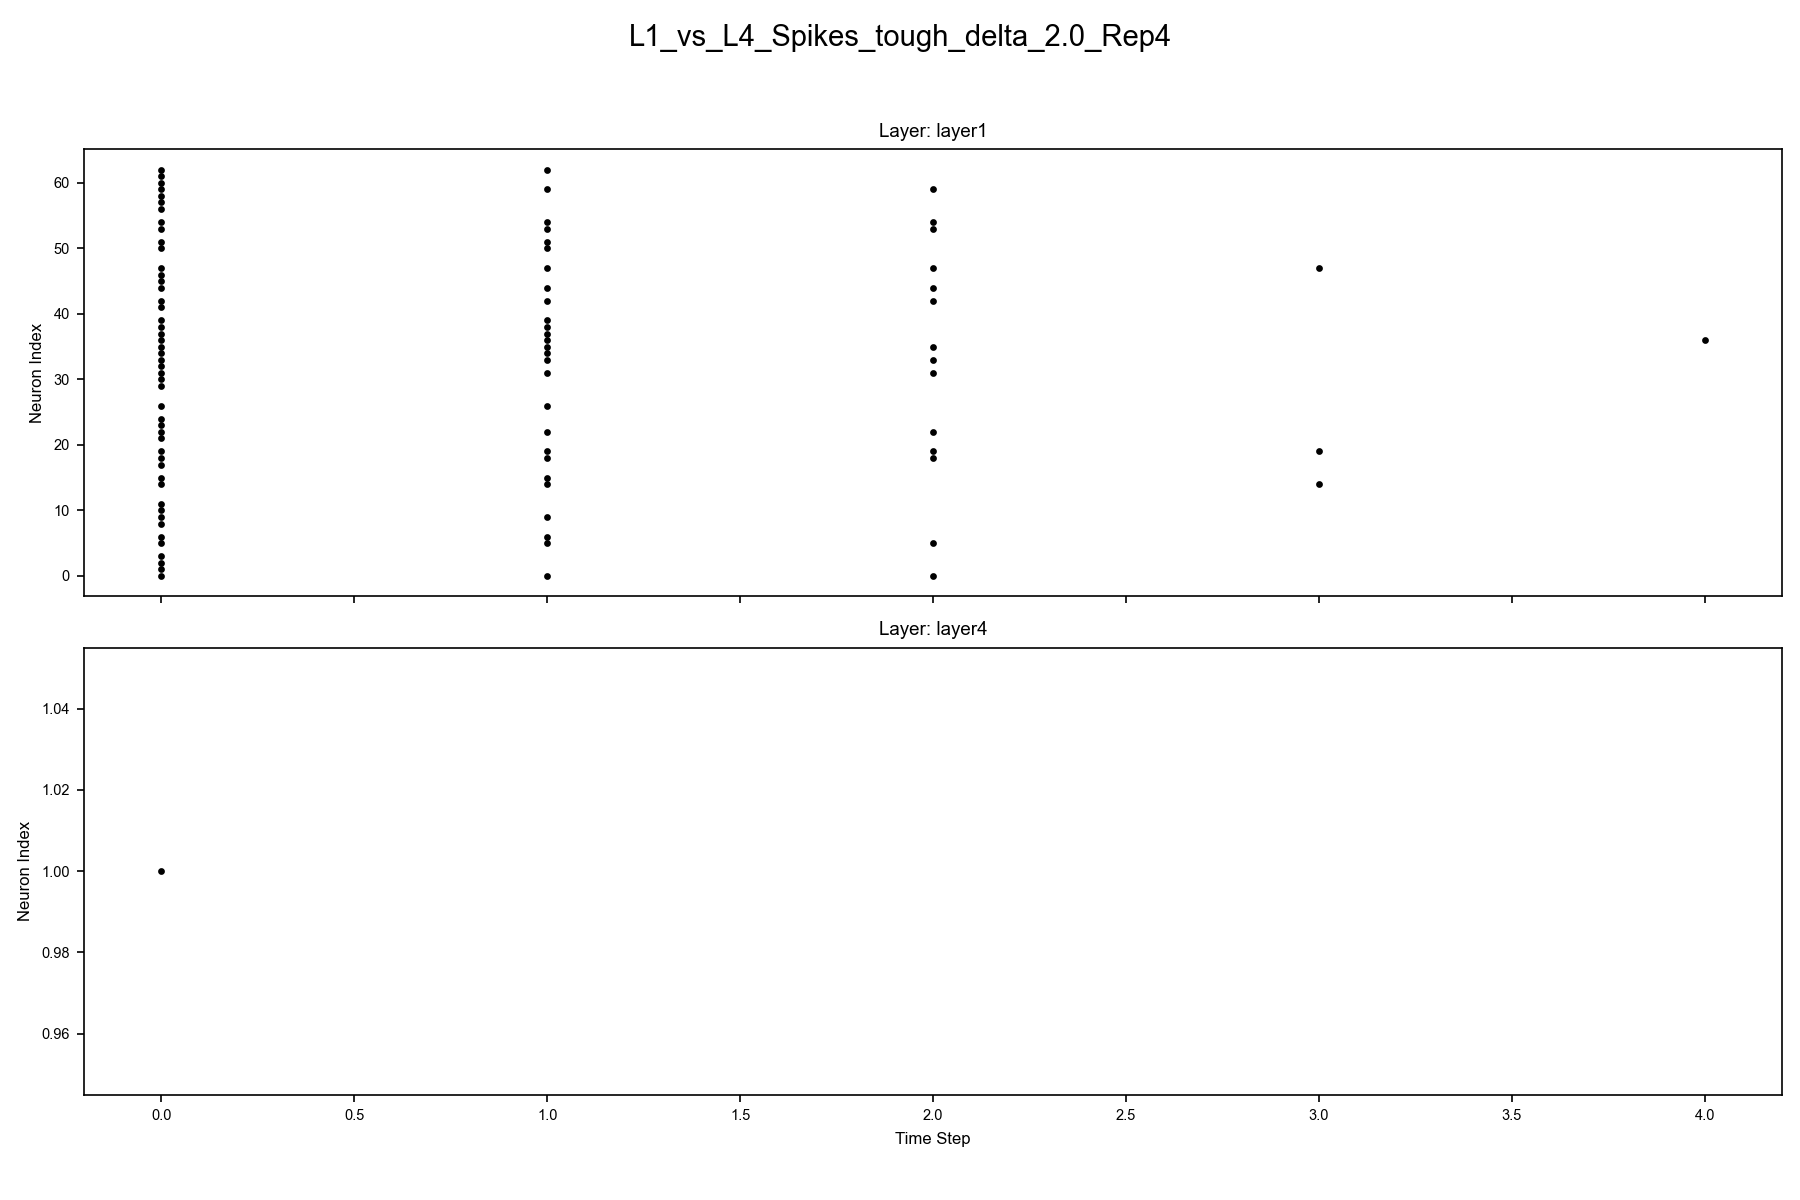 L1_vs_L4_Spikes_tough_delta_2.0_Rep4
Layer: layer1
Neuron Index
60
50
40
30
20
10
0
Layer: layer4
Neuron Index
1.04
1.02
1.00
0.98
0.96
0.0 0.5 1.0 1.5 2.0 2.5 3.0 3.5 4.0
Time Step